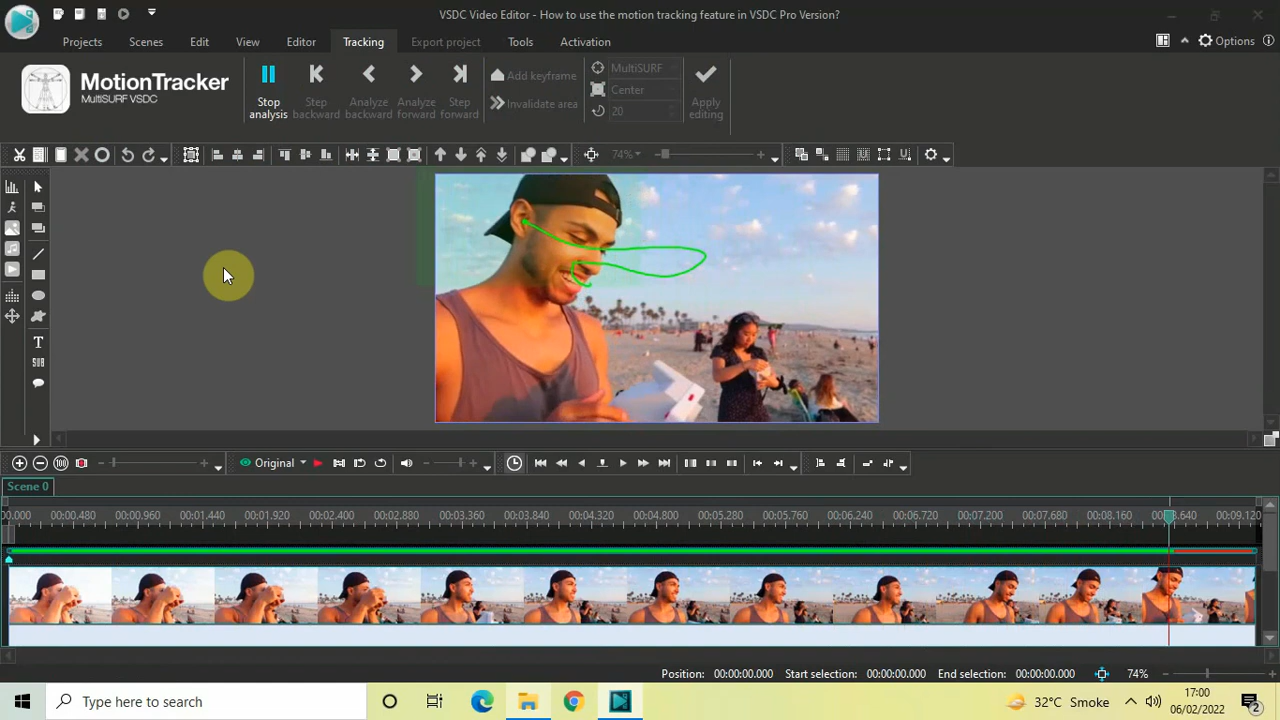 VSDC Video Editor - How to use the motion tracking feature in VSDC Pro Version?
Projects Scenes Edit View Editor Tracking Export project Tools Activation Options
MotionTracker
MultiSURF VSDC
Stop analysis
Step backward
Analyze backward
Analyze forward
Step forward
Add keyframe
Invalidate area
MultiSURF
Center
20
Apply editing
74%
T
SUB
Original
Scene 0
00.000 00:00.480 00:00.960 00:01.440 00:01.920 00:02.400 00:02.880 00:03.360 00:03.840 00:04.320 00:04.800 00:05.280 00:05.760 00:06.240 00:06.720 00:07.200 00:07.680 00:08.160 00:09.120
Position: 00:00:00.000 Start selection: 00:00:00.000 End selection: 00:00:00.000 74%
Type here to search
32°C Smoke
17:00
06/02/2022
2